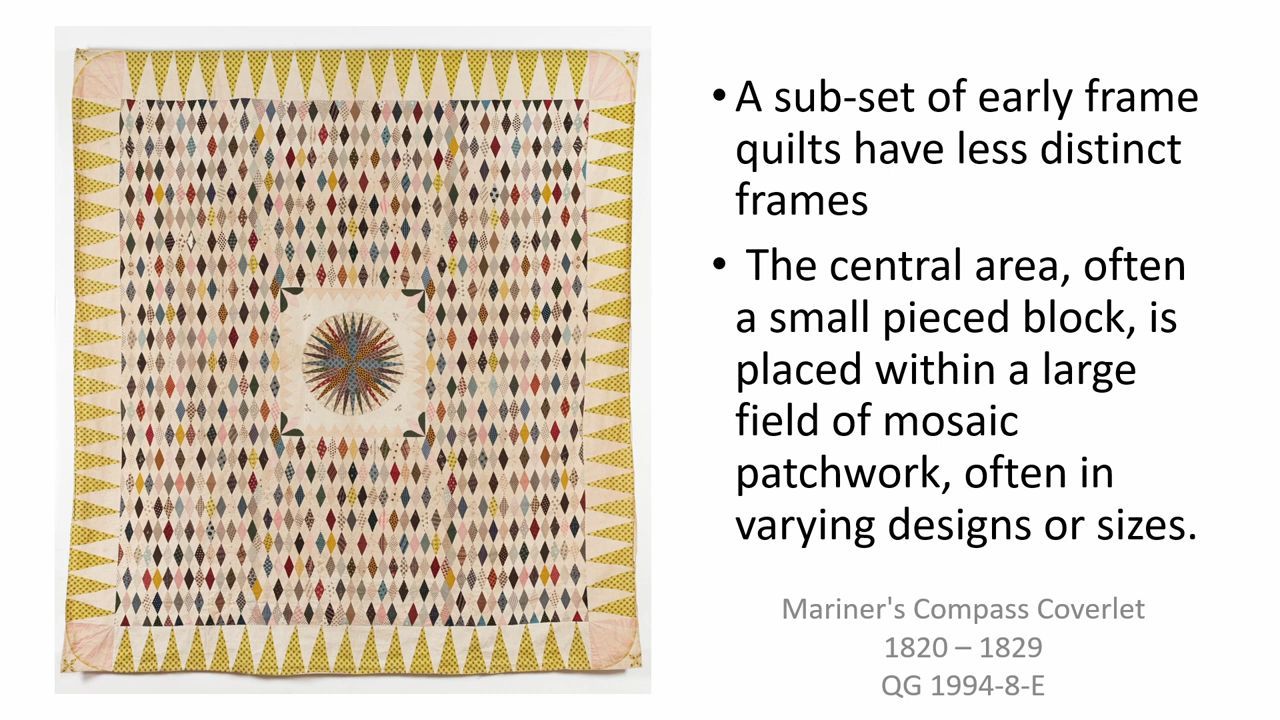 • A sub-set of early frame
quilts have less distinct
frames
• The central area, often
a small pieced block, is
placed within a large
field of mosaic
patchwork, often in
varying designs or sizes.
Mariner's Compass Coverlet
1820 – 1829
QG 1994-8-E